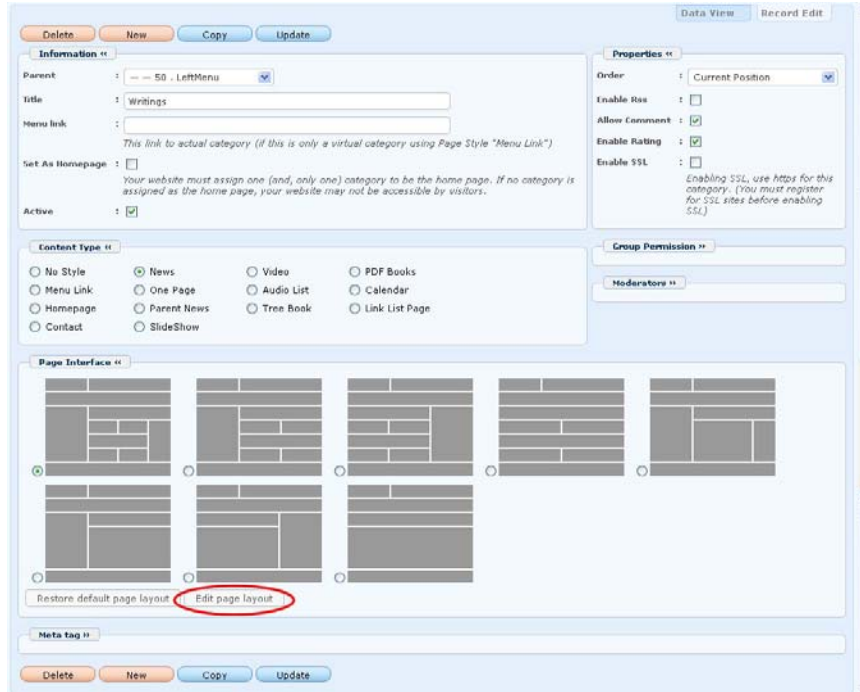 Data View Record Edit
Delete New Copy Update
Information «
Parent : — — 50 . LeftMenu
Title : Writings
Menu link :
This link to actual category (if this is only a virtual category using Page Style "Menu Link")
Set As Homepage :
Your website must assign one (and, only one) category to be the home page. If no category is
assigned as the home page, your website may not be accessible by visitors.
Active :
Properties «
Order : Current Position
Enable Rss :
Allow Comment :
Enable Rating :
Enable SSL :
Enabling SSL, use https for this
category. (You must register
for SSL sites before enabling
SSL)
Content Type «
No Style News Video PDF Books
Menu Link One Page Audio List Calendar
Homepage Parent News Tree Book Link List Page
Contact SlideShow
Group Permission »
Moderators »
Page Interface «
Restore default page layout Edit page layout
Meta tag »
Delete New Copy Update